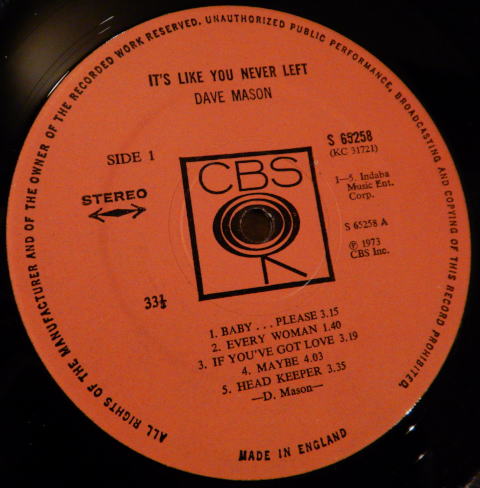 ALL RIGHTS OF THE MANUFACTURER AND OF THE OWNER OF THE RECORDED WORK RESERVED. UNAUTHORIZED PUBLIC PERFORMANCE, BROADCASTING AND COPYING OF THIS RECORD PROHIBITED.
IT'S LIKE YOU NEVER LEFT
DAVE MASON
SIDE 1
STEREO
S 65258
(KC 31721)
1—5. Indaba
Music Ent.
Corp.
S 65258 A
℗ 1973
CBS Inc.
CBS
33⅓
1. BABY . . . PLEASE 3.15
2. EVERY WOMAN 1.40
3. IF YOU'VE GOT LOVE 3.19
4. MAYBE 4.03
5. HEAD KEEPER 3.35
—D. Mason—
MADE IN ENGLAND